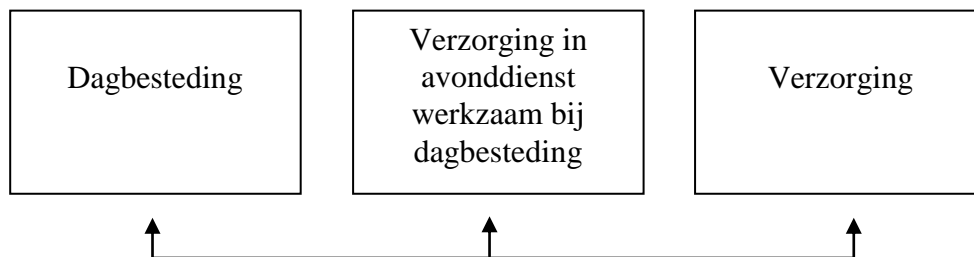 Dagbesteding
Verzorging in
avonddienst
werkzaam bij
dagbesteding
Verzorging